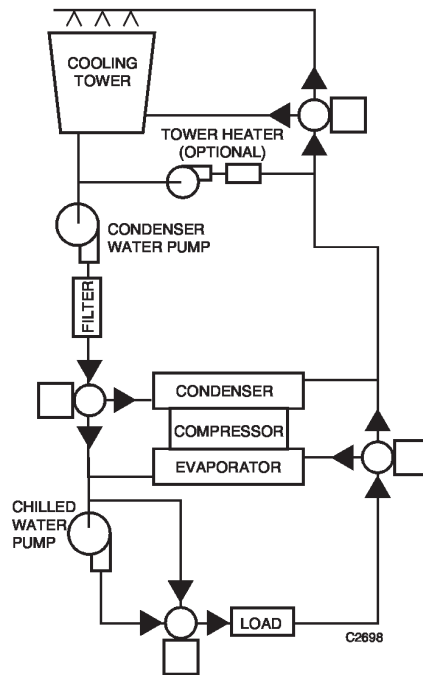 COOLING
TOWER
TOWER HEATER
(OPTIONAL)
CONDENSER
WATER PUMP
FILTER
CONDENSER
COMPRESSOR
EVAPORATOR
CHILLED
WATER
PUMP
LOAD
C2698